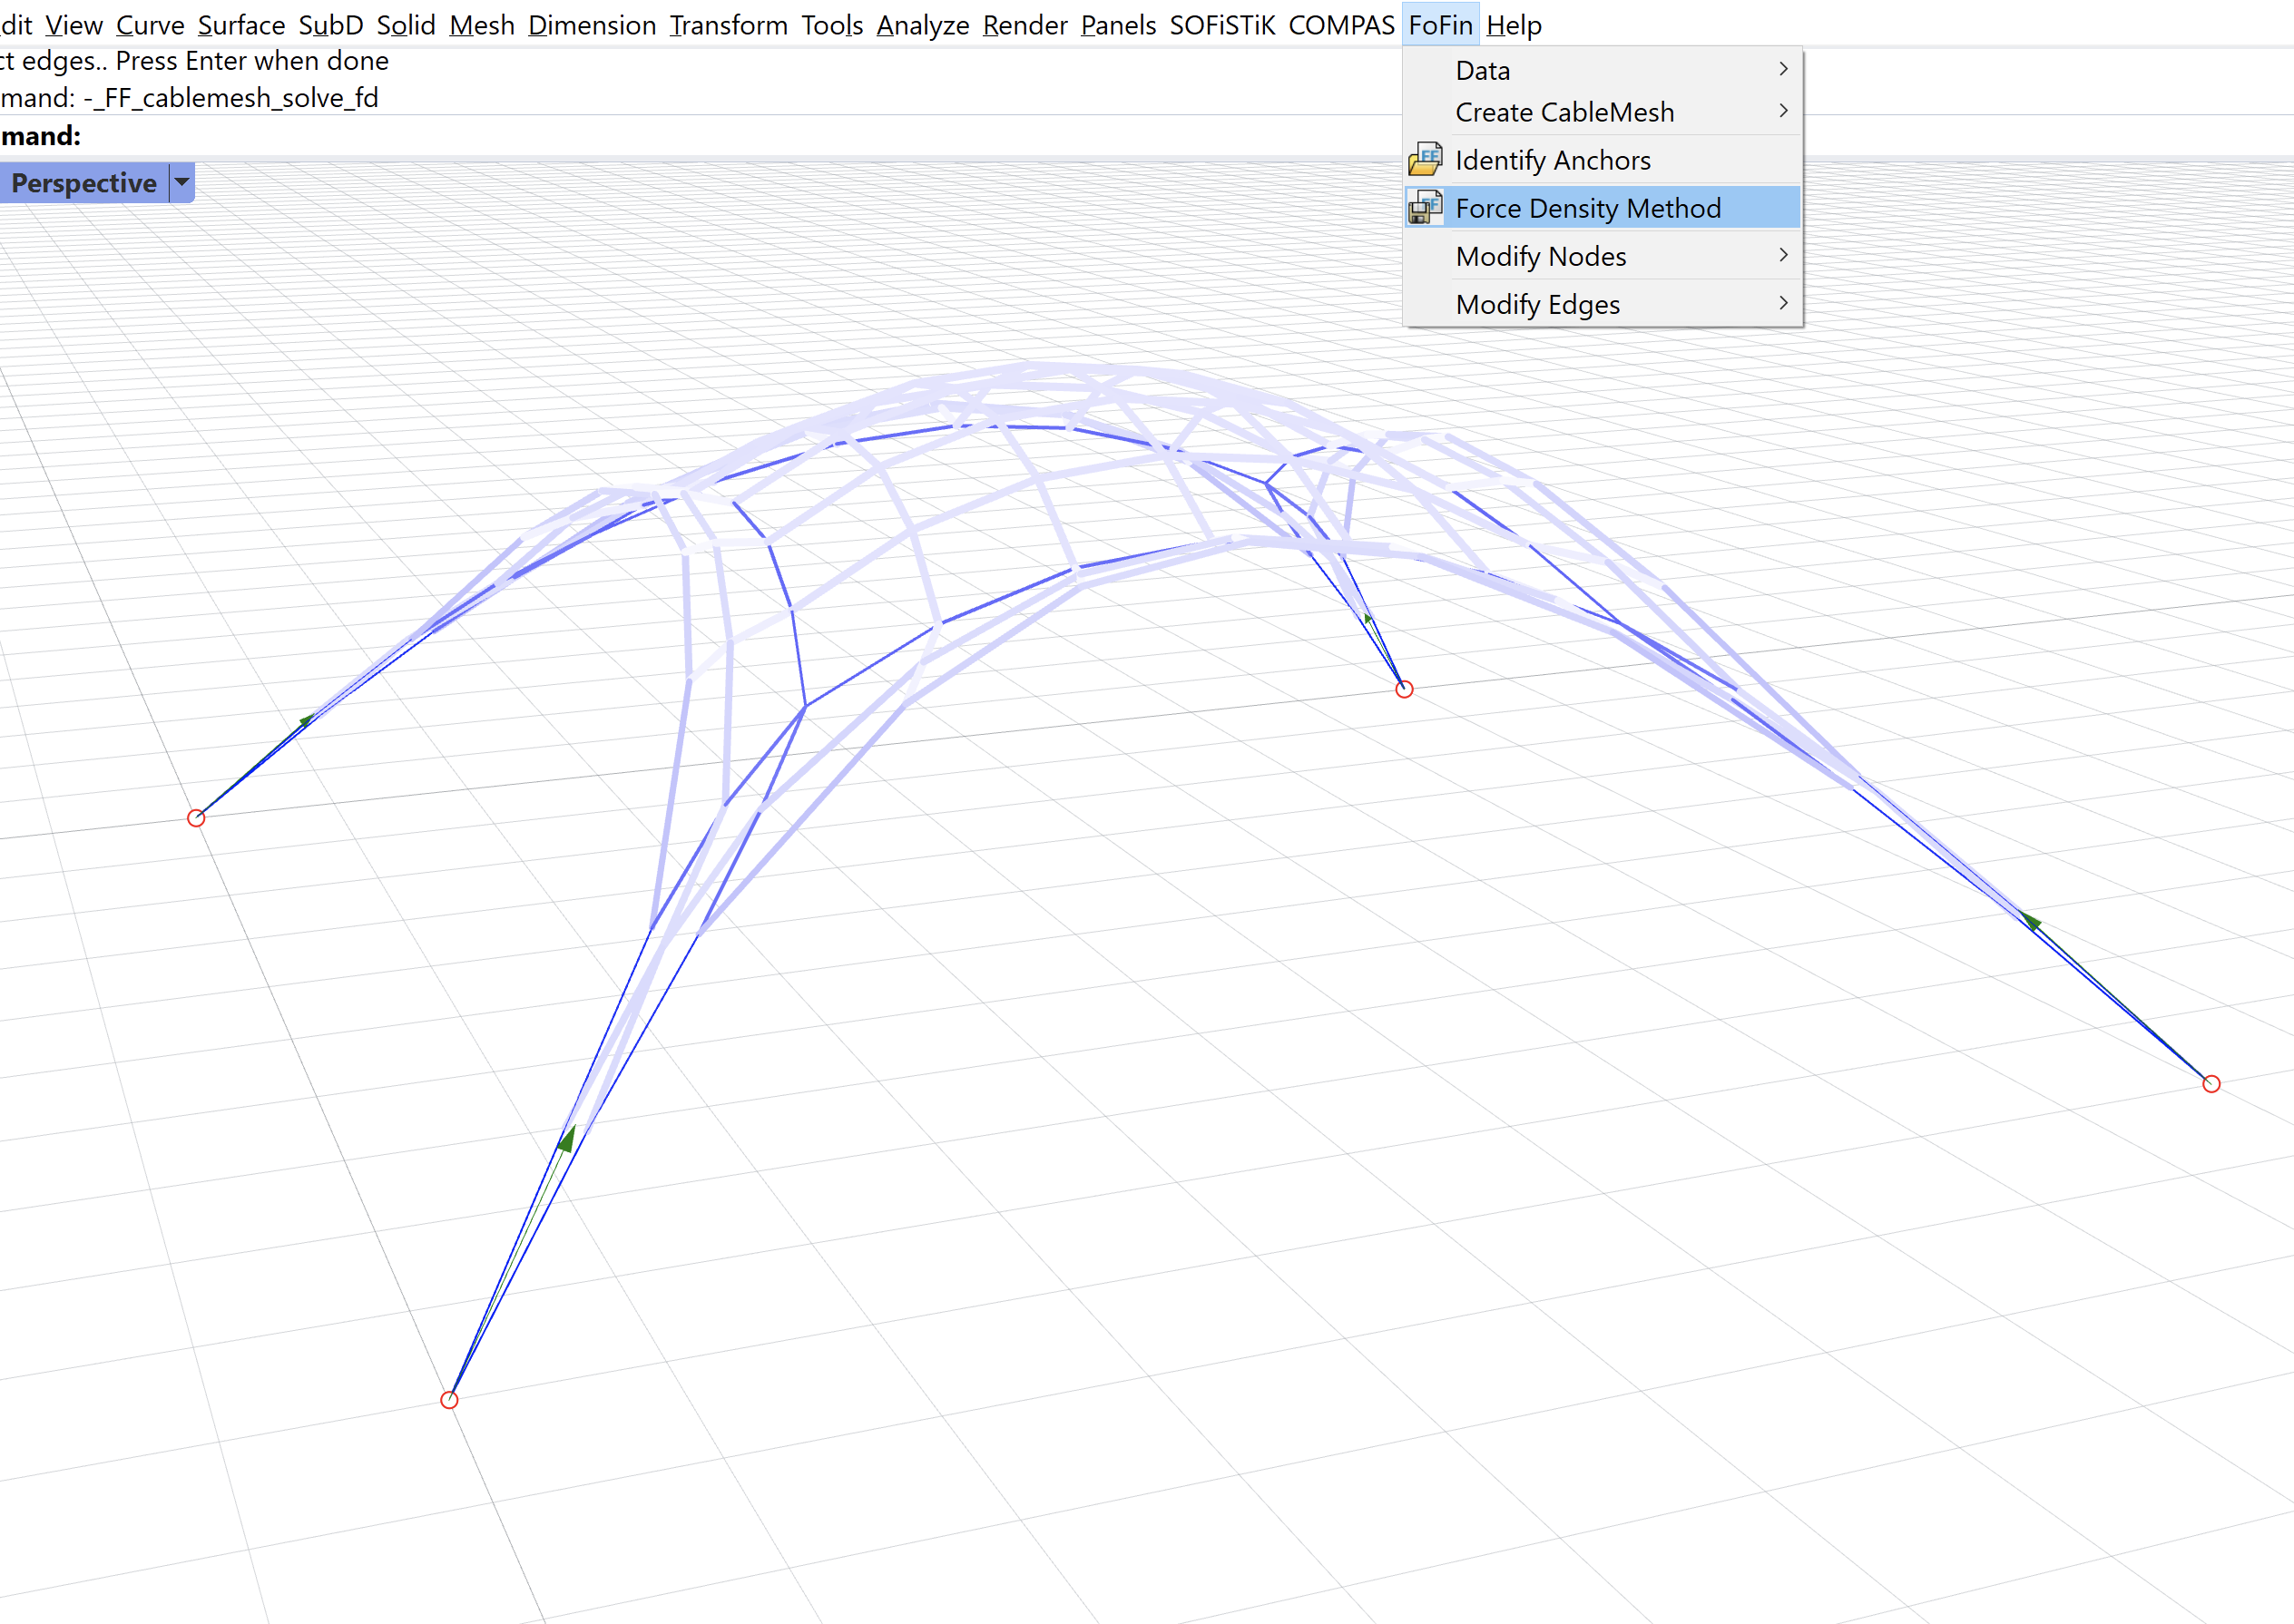 dit View Curve Surface SubD Solid Mesh Dimension Transform Tools Analyze Render Panels SOFiSTiK COMPAS FoFin Help
ct edges.. Press Enter when done
mand: -_FF_cablemesh_solve_fd
mand:
Perspective
Data
Create CableMesh
FF Identify Anchors
FF Force Density Method
Modify Nodes
Modify Edges